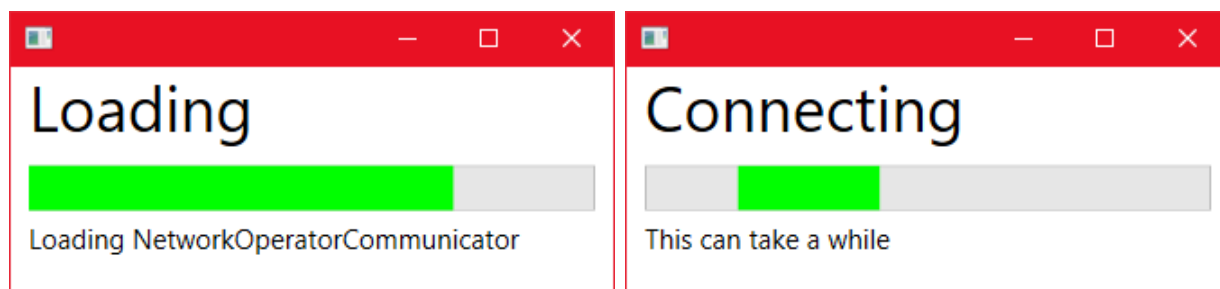 Loading
Loading NetworkOperatorCommunicator
Connecting
This can take a while